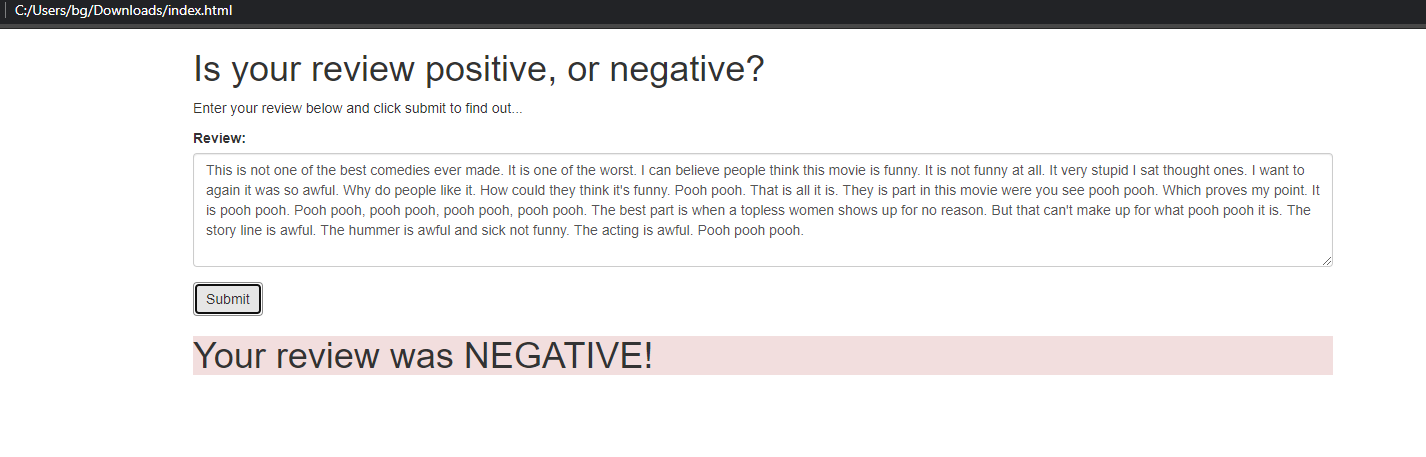 C:/Users/bg/Downloads/index.html
Is your review positive, or negative?
Enter your review below and click submit to find out...
Review:
This is not one of the best comedies ever made. It is one of the worst. I can believe people think this movie is funny. It is not funny at all. It very stupid I sat thought ones. I want to
again it was so awful. Why do people like it. How could they think it's funny. Pooh pooh. That is all it is. They is part in this movie were you see pooh pooh. Which proves my point. It
is pooh pooh. Pooh pooh, pooh pooh, pooh pooh, pooh pooh. The best part is when a topless women shows up for no reason. But that can't make up for what pooh pooh it is. The
story line is awful. The hummer is awful and sick not funny. The acting is awful. Pooh pooh pooh.
Submit
Your review was NEGATIVE!